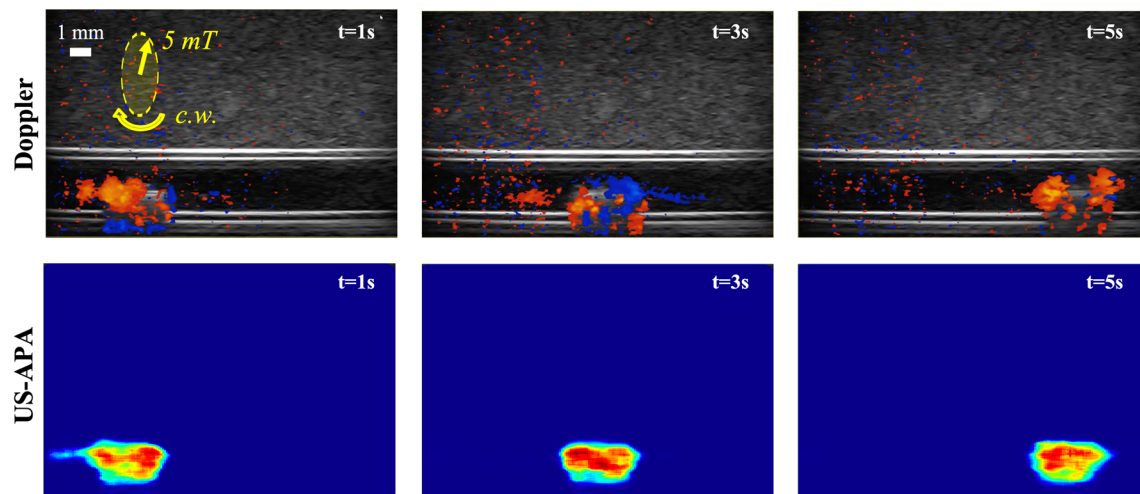 Doppler
1 mm
5 mT
c.w.
t=1s
t=3s
t=5s
US-APA
t=1s
t=3s
t=5s